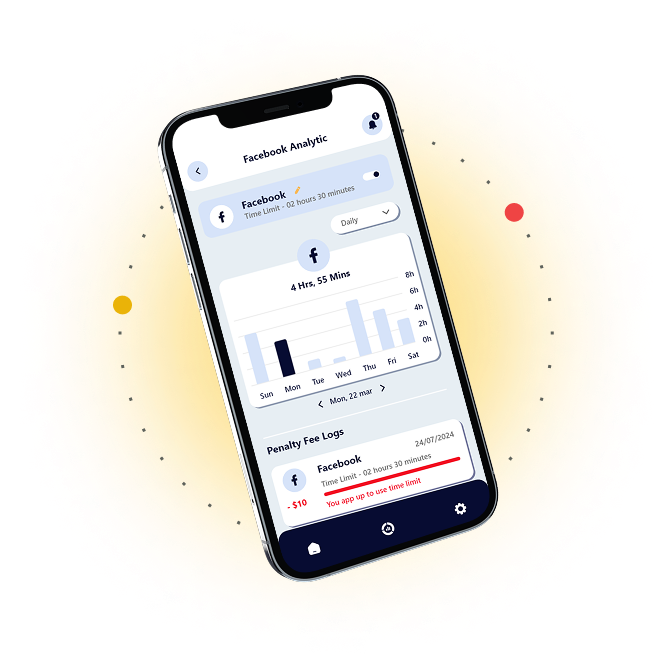 1
Facebook Analytic
Facebook
Time Limit - 02 hours 30 minutes
Daily
4 Hrs, 55 Mins
8h
6h
4h
2h
0h
Sun Mon Tue Wed Thu Fri Sat
Mon, 22 mar
Penalty Fee Logs
Facebook 24/07/2024
Time Limit - 02 hours 30 minutes
- $10 You app up to use time limit